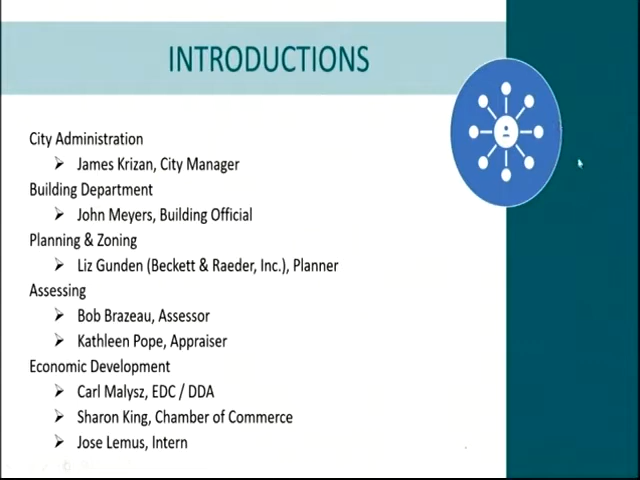 INTRODUCTIONS
City Administration
James Krizan, City Manager
Building Department
John Meyers, Building Official
Planning & Zoning
Liz Gunden (Beckett & Raeder, Inc.), Planner
Assessing
Bob Brazeau, Assessor
Kathleen Pope, Appraiser
Economic Development
Carl Malysz, EDC / DDA
Sharon King, Chamber of Commerce
Jose Lemus, Intern